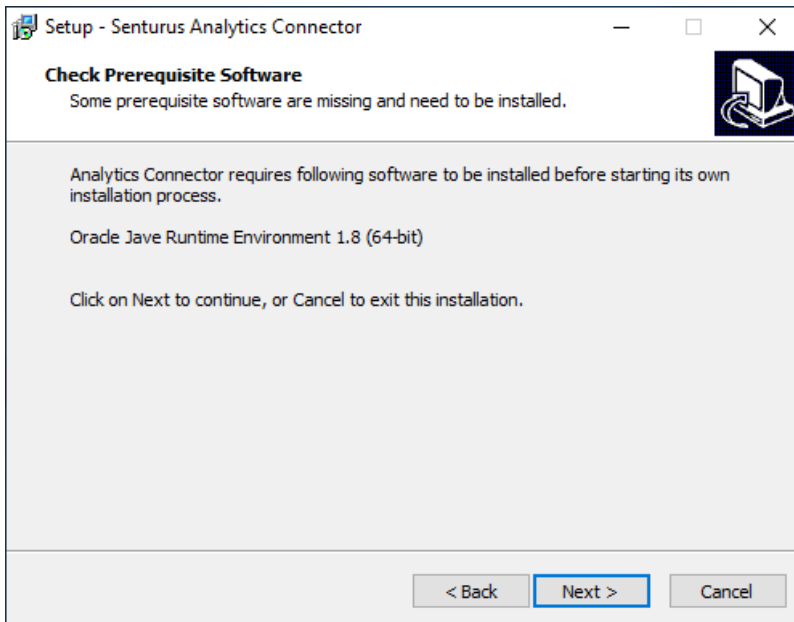 Setup - Senturus Analytics Connector
Check Prerequisite Software
Some prerequisite software are missing and need to be installed.
Analytics Connector requires following software to be installed before starting its own
installation process.
Oracle Jave Runtime Environment 1.8 (64-bit)
Click on Next to continue, or Cancel to exit this installation.
< Back Next > Cancel